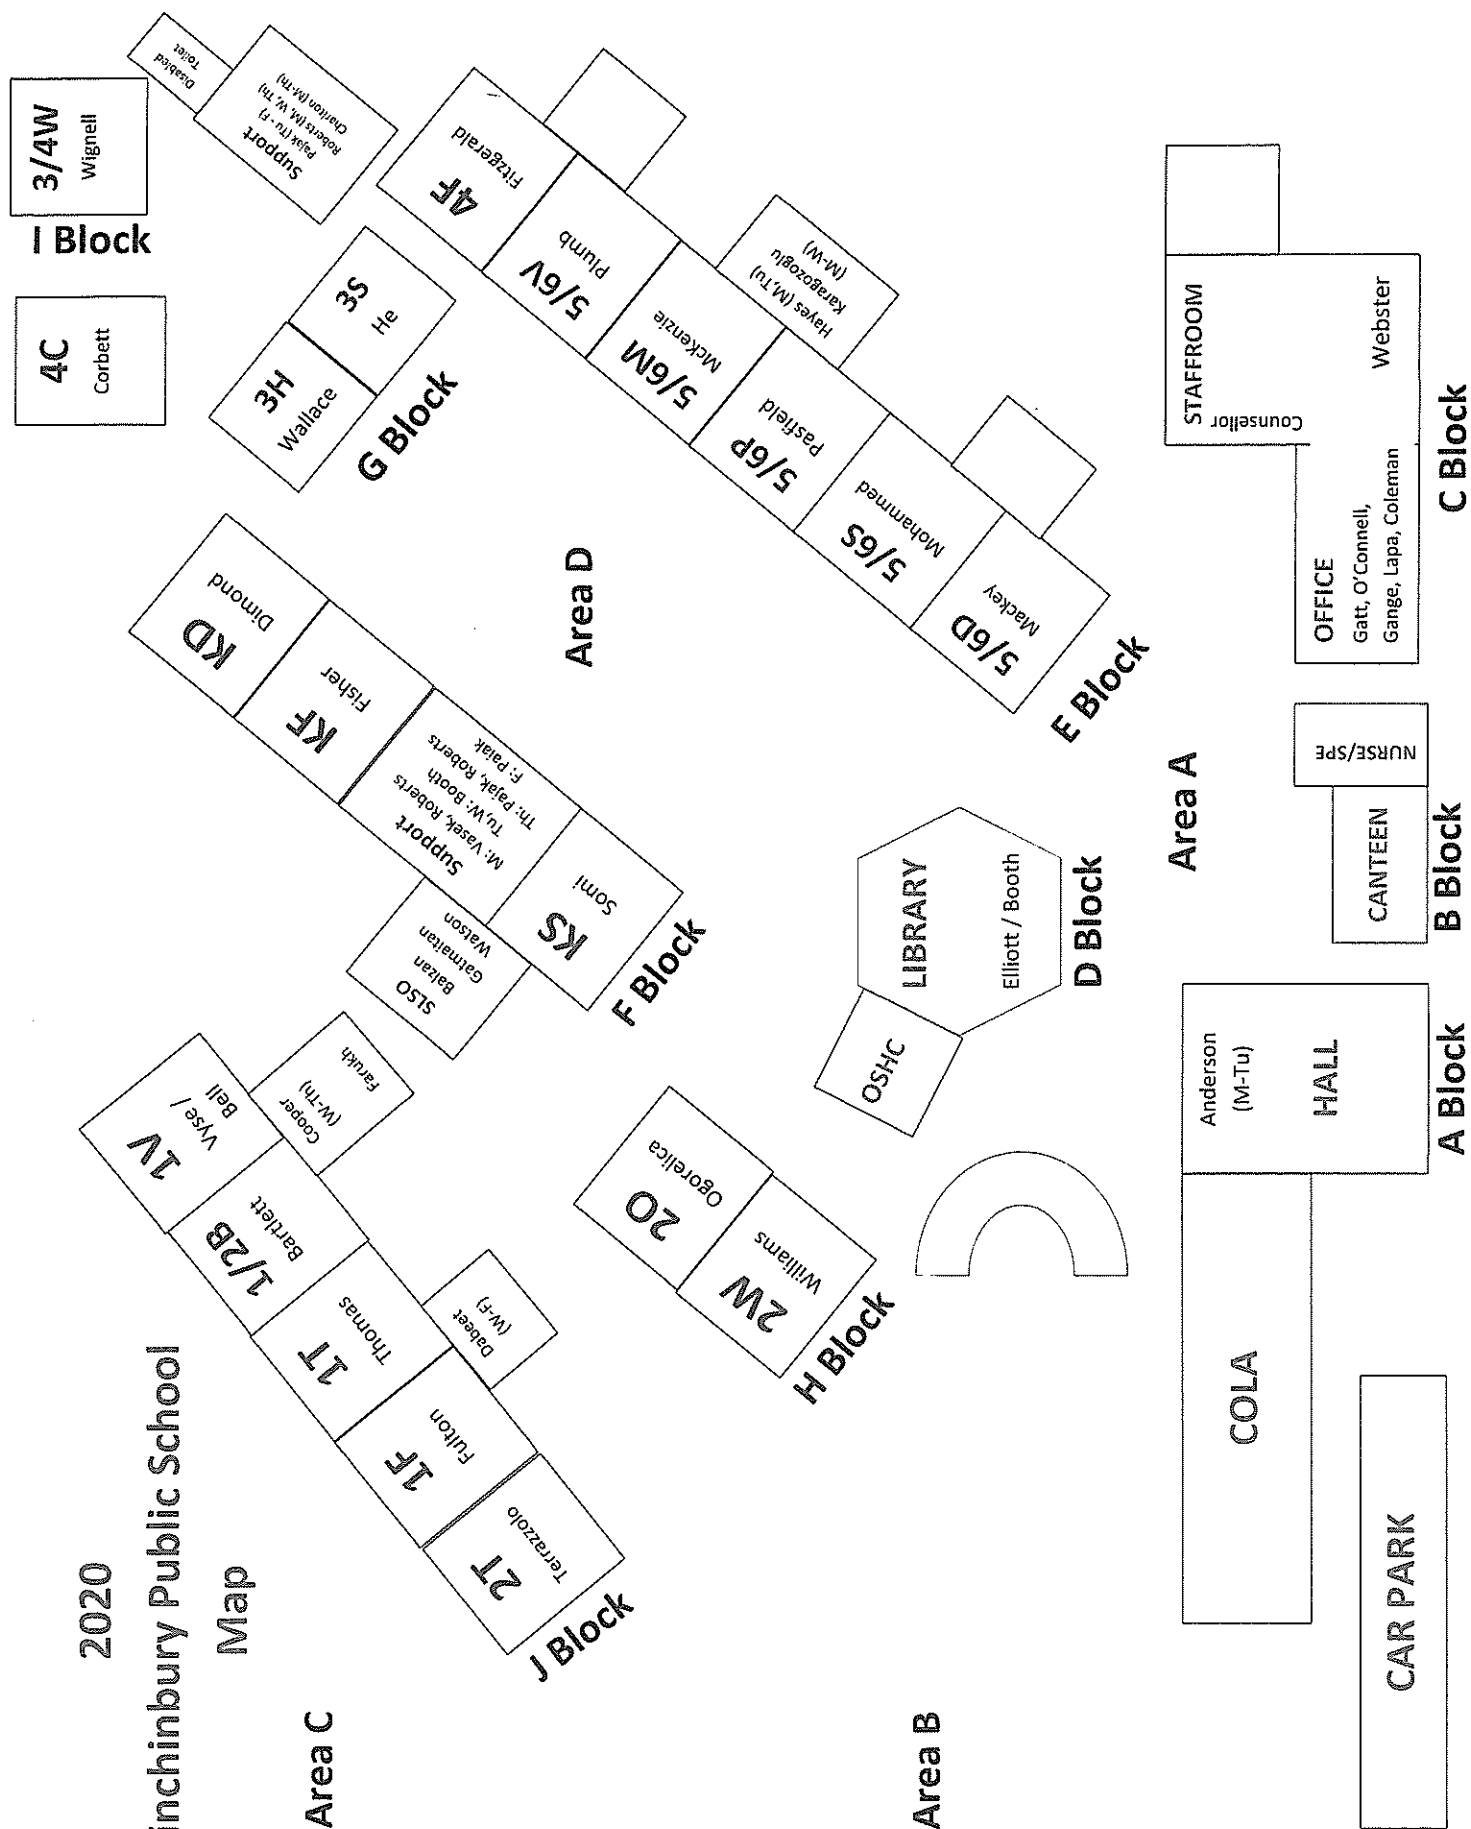 2020
inchinbury Public School
Map
Area C
Area B
Area D
Area A
J Block
2T
Terrazzolo
1F
Fulton
1T
Thomas
1/2B
Bartlett
1V
Vyse /
Bell
Dabeet
(W-F)
Cooper
(W-Th)
Farukh
F Block
KS
Somi
Support
M: Vasek, Roberts
Tu,W: Booth
Th: Pajak, Roberts
F: Pajak
KF
Fisher
KD
Dimond
SLSO
Balzan
Gatmaitan
Watson
I Block
4C
Corbett
3/4W
Wignell
Disabled
Toilet
Support
Pajak (Tu - F)
Roberts (M, W, Th)
Charlton (M-Th)
G Block
3H
Wallace
3S
He
E Block
5/6D
Mackey
5/6S
Mohammed
5/6P
Pasfield
5/6M
McKenzie
5/6V
Plumb
4F
Fitzgerald
Hayes (M,Tu)
Karagozoglu
(M-W)
H Block
2W
Williams
2O
Ogorelica
OSHC
LIBRARY
Elliott / Booth
D Block
COLA
CAR PARK
Anderson
(M-Tu)
HALL
A Block
CANTEEN
NURSE/SPE
B Block
OFFICE
Gatt, O'Connell,
Gange, Lapa, Coleman
STAFFROOM
Counsellor
Webster
C Block